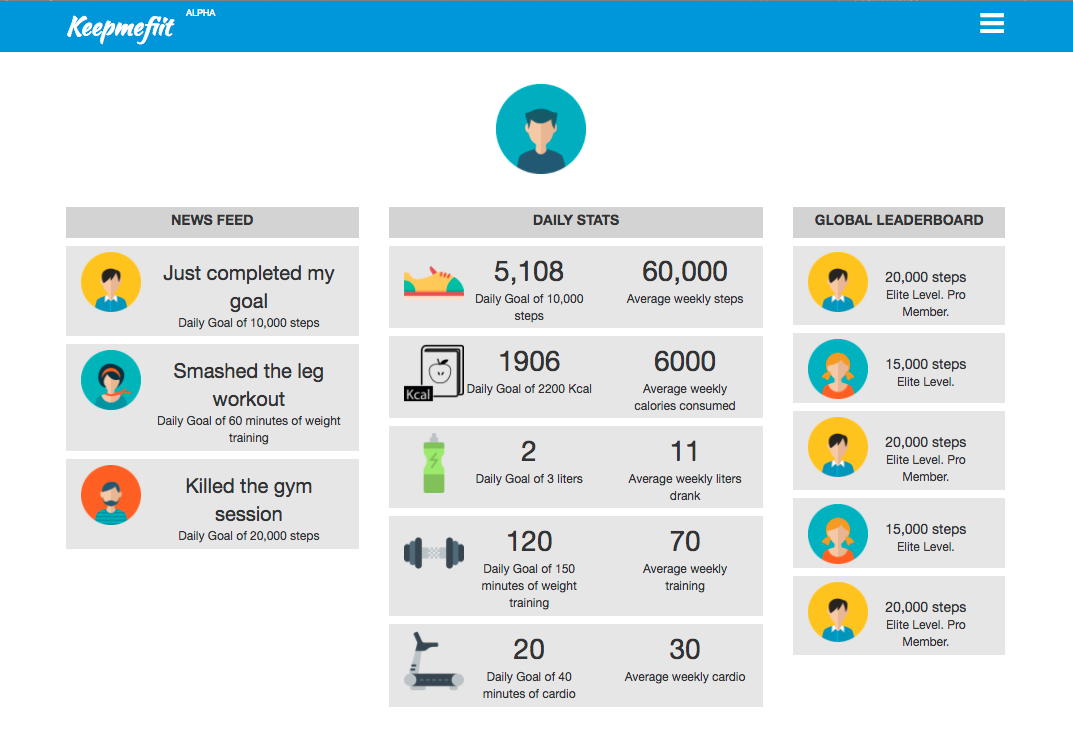 Keepmefiit
ALPHA
NEWS FEED
Just completed my
goal
Daily Goal of 10,000 steps
Smashed the leg
workout
Daily Goal of 60 minutes of weight
training
Killed the gym
session
Daily Goal of 20,000 steps
DAILY STATS
5,108
Daily Goal of 10,000
steps
60,000
Average weekly steps
Kcal
1906
Daily Goal of 2200 Kcal
6000
Average weekly
calories consumed
2
Daily Goal of 3 liters
11
Average weekly liters
drank
120
Daily Goal of 150
minutes of weight
training
70
Average weekly
training
20
Daily Goal of 40
minutes of cardio
30
Average weekly cardio
GLOBAL LEADERBOARD
20,000 steps
Elite Level. Pro
Member.
15,000 steps
Elite Level.
20,000 steps
Elite Level. Pro
Member.
15,000 steps
Elite Level.
20,000 steps
Elite Level. Pro
Member.